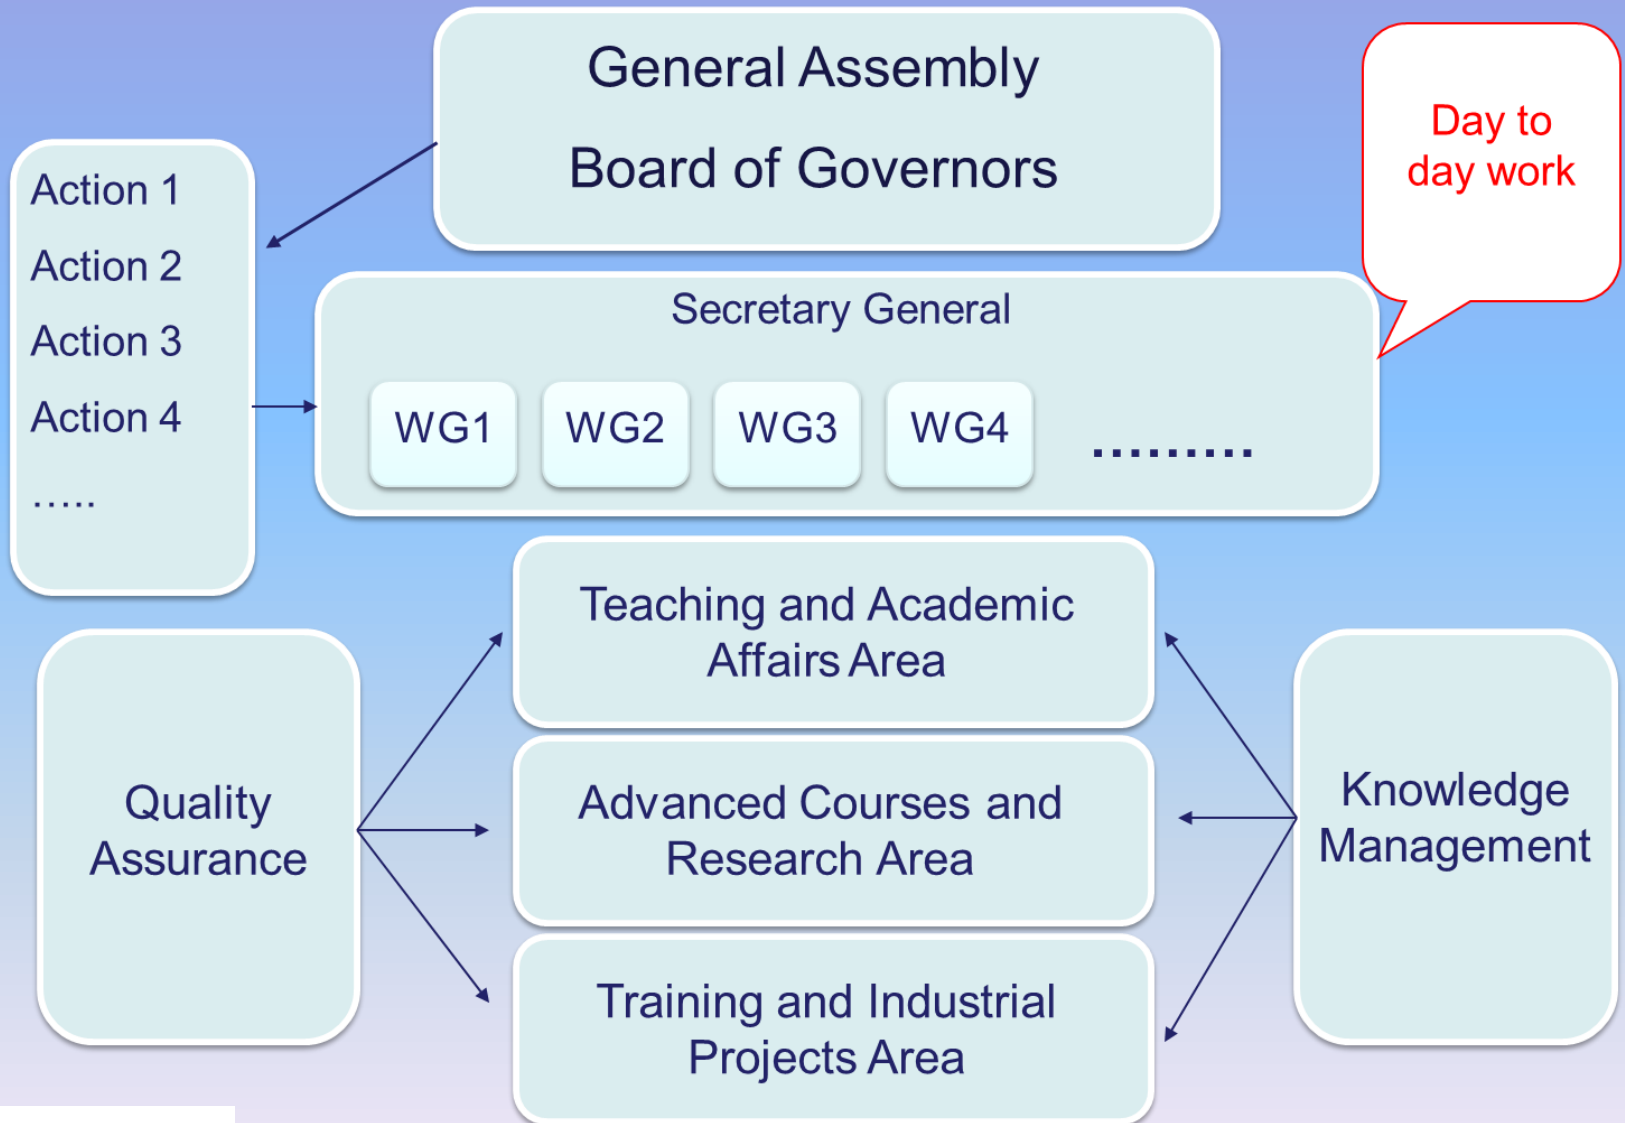 General Assembly
Board of Governors
Day to
day work
Action 1
Action 2
Action 3
Action 4
…..
Secretary General
WG1 WG2 WG3 WG4 ………
Teaching and Academic
Affairs Area
Quality
Assurance
Advanced Courses and
Research Area
Knowledge
Management
Training and Industrial
Projects Area